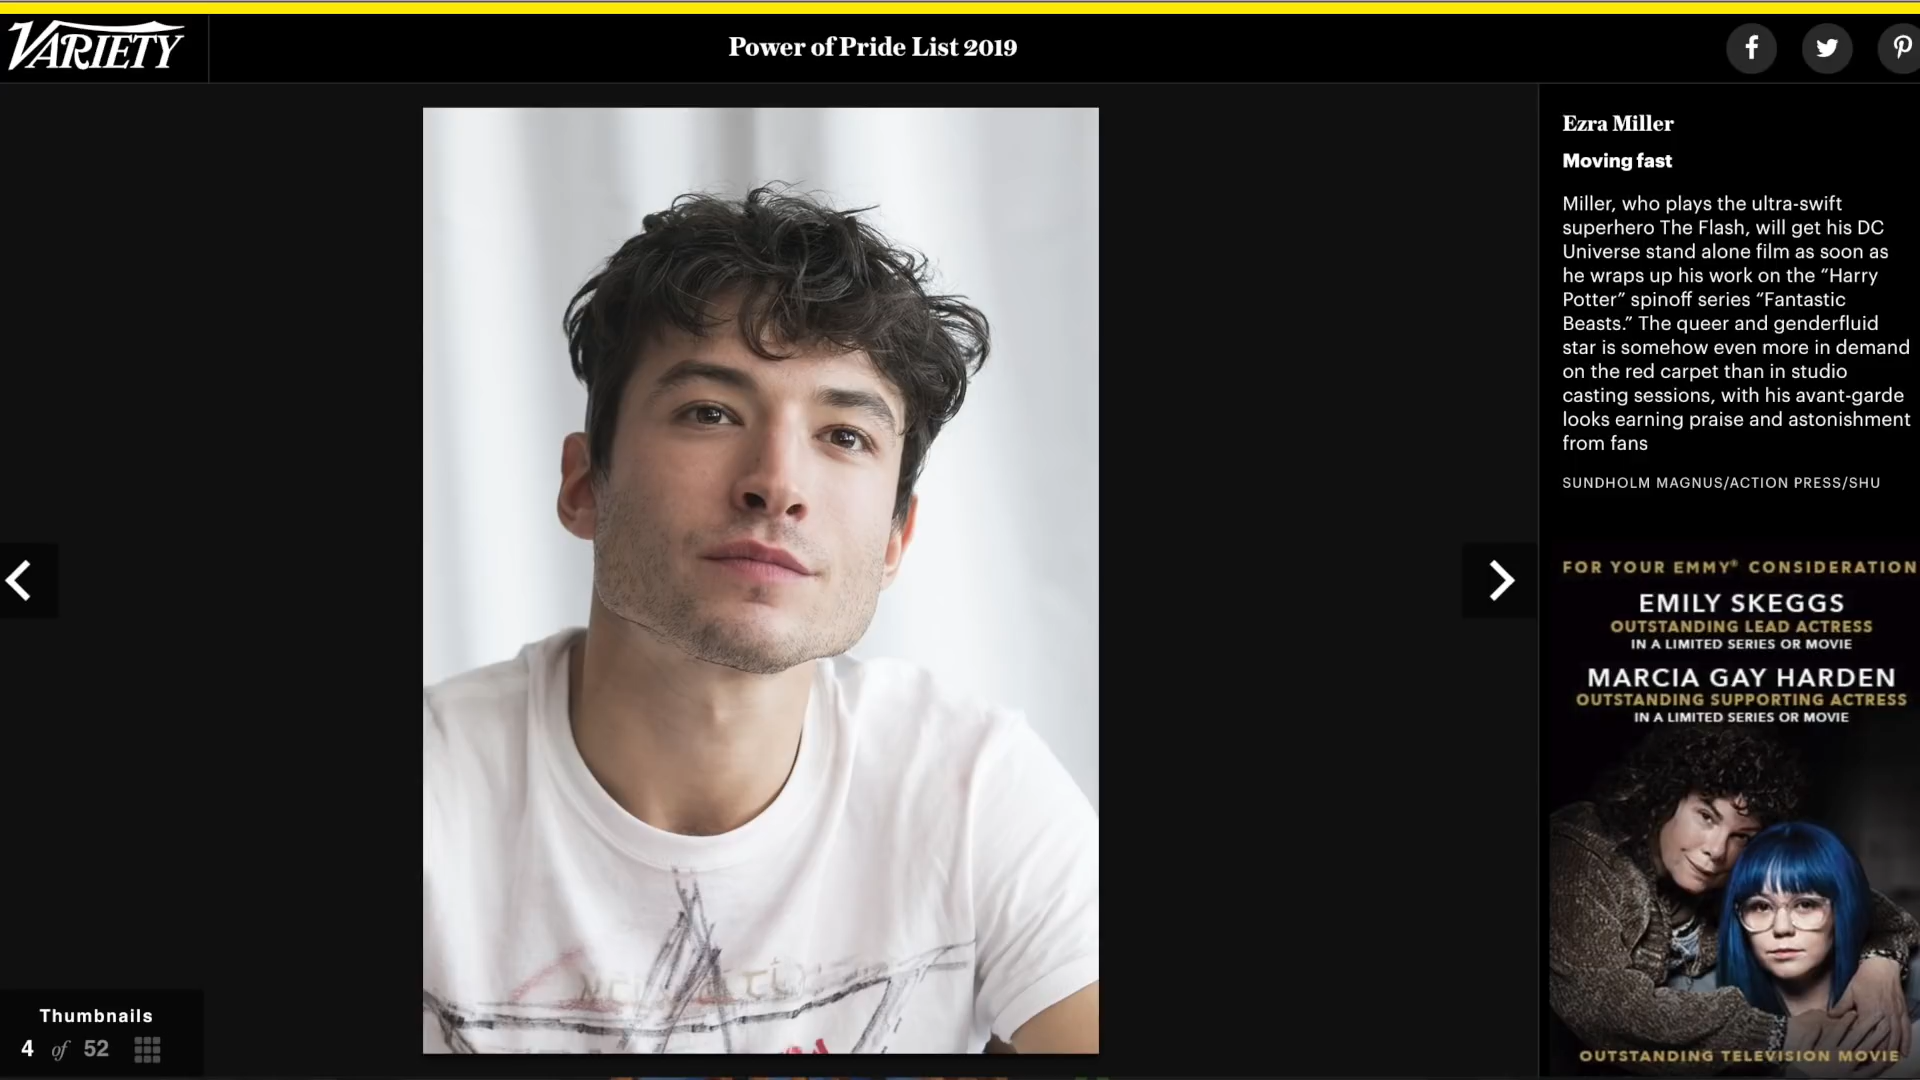 VARIETY
Power of Pride List 2019
Ezra Miller
Moving fast
Miller, who plays the ultra-swift
superhero The Flash, will get his DC
Universe stand alone film as soon as
he wraps up his work on the “Harry
Potter” spinoff series “Fantastic
Beasts.” The queer and genderfluid
star is somehow even more in demand
on the red carpet than in studio
casting sessions, with his avant-garde
looks earning praise and astonishment
from fans
SUNDHOLM MAGNUS/ACTION PRESS/SHU
FOR YOUR EMMY® CONSIDERATION
EMILY SKEGGS
OUTSTANDING LEAD ACTRESS
IN A LIMITED SERIES OR MOVIE
MARCIA GAY HARDEN
OUTSTANDING SUPPORTING ACTRESS
IN A LIMITED SERIES OR MOVIE
OUTSTANDING TELEVISION MOVIE
Thumbnails
4 of 52